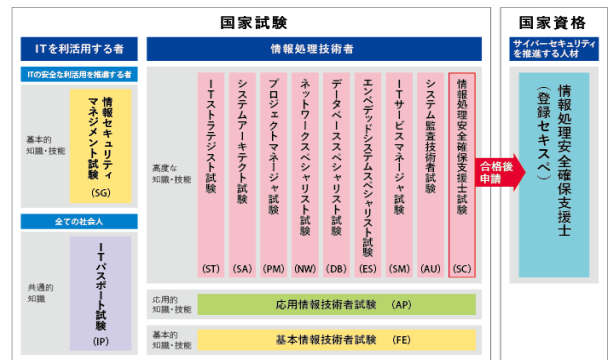 国家試験
国家資格
ITを利活用する者
情報処理技術者
サイバーセキュリティ
を推進する人材
ITの安全な利活用を推進する者
基本的
知識・技能
情報セキュリティ
マネジメント試験
(SG)
全ての社会人
共通的
知識
ITパスポート試験
(IP)
高度な
知識・技能
ITストラテジスト試験
(ST)
システムアーキテクト試験
(SA)
プロジェクトマネージャ試験
(PM)
ネットワークスペシャリスト試験
(NW)
データベーススペシャリスト試験
(DB)
エンベデッドシステムスペシャリスト試験
(ES)
ITサービスマネージャ試験
(SM)
システム監査技術者試験
(AU)
情報処理安全確保支援士試験
(SC)
合格後
申請
情報処理安全確保支援士
(登録セキスペ)
応用的
知識・技能
応用情報技術者試験 (AP)
基本的
知識・技能
基本情報技術者試験 (FE)